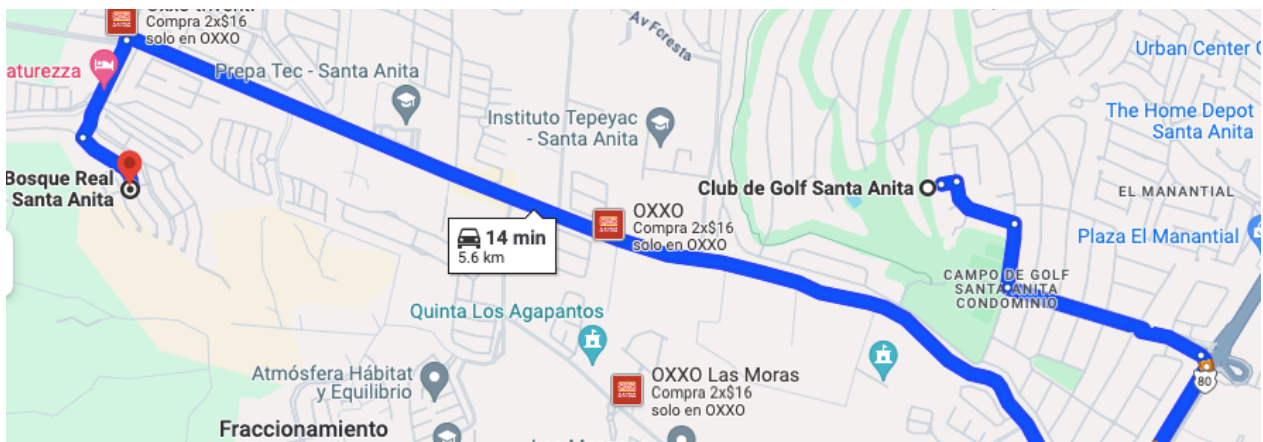 Compra 2x$16
solo en OXXO
Av Foresta
Urban Center
aturezza
Prepa Tec - Santa Anita
The Home Depot
Santa Anita
Instituto Tepeyac
- Santa Anita
Bosque Real
Santa Anita
Club de Golf Santa Anita
EL MANANTIAL
OXXO
Compra 2x$16
solo en OXXO
14 min
5.6 km
Plaza El Manantial
CAMPO DE GOLF
SANTA ANITA
CONDOMINIO
Quinta Los Agapantos
Atmósfera Hábitat
y Equilibrio
OXXO Las Moras
Compra 2x$16
solo en OXXO
80
Fraccionamiento